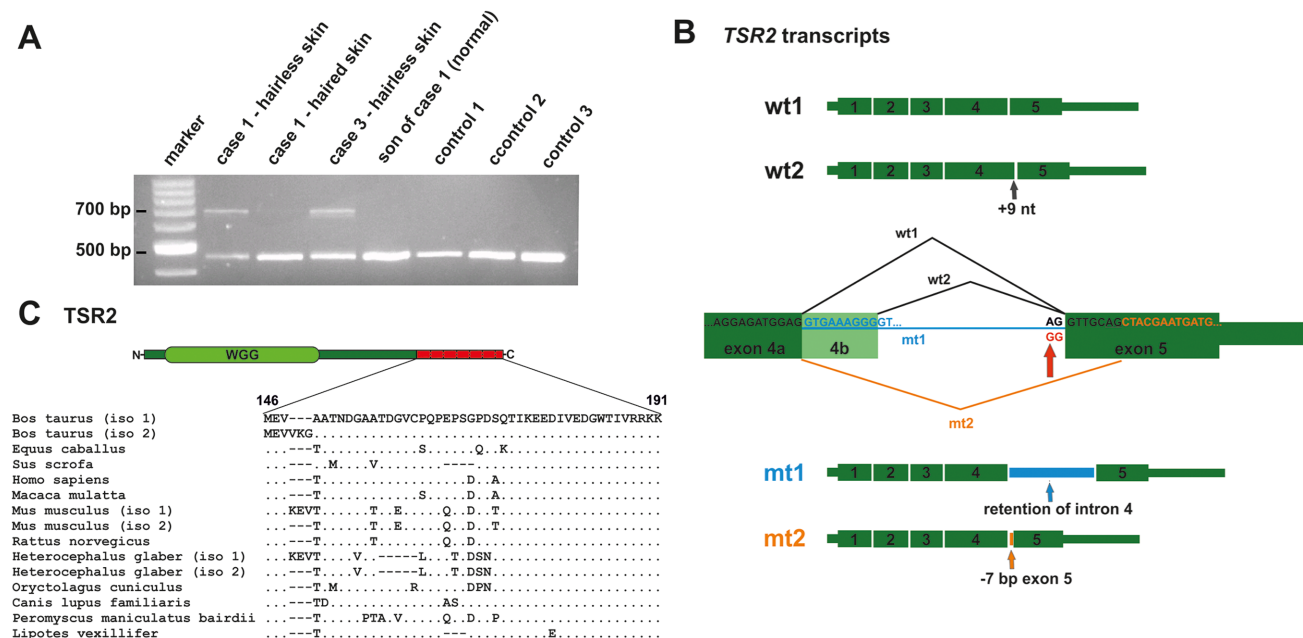 A
marker
case 1 - hairless skin
case 1 - haired skin
case 3 - hairless skin
son of case 1 (normal)
control 1
ccontrol 2
control 3
700 bp
500 bp
B TSR2 transcripts
wt1 1 2 3 4 5
wt2 1 2 3 4 5
+9 nt
wt1
wt2
...AGGAGATGGAG GTGAAAGGGGT... AG GTTGCAGCTACGAATGATG...
mt1 GG
exon 4a 4b exon 5
mt2
mt1 1 2 3 4 5
retention of intron 4
mt2 1 2 3 4 5
-7 bp exon 5
C TSR2
N- WGG -C
146 191
Bos taurus (iso 1) MEV---AATNDGAATDGVCPQPEPSGPDSQTIKEEDIVEDGWTIVRRKK
Bos taurus (iso 2) MEVVKG...........................................
Equus caballus ...---T............S......Q..K...................
Sus scrofa ...---T.M....V........----.......................
Homo sapiens ...---T..................D..A....................
Macaca mulatta ...---T............S.....D..A....................
Mus musculus (iso 1) ...KEVT......T..E.....Q..D..T....................
Mus musculus (iso 2) ...---T......T..E.....Q..D..T....................
Rattus norvegicus ...---T......T........Q..D.......................
Heterocephalus glaber (iso 1) ...KEVT....V..-----L...T.DSN.....................
Heterocephalus glaber (iso 2) ...---T....V..-----L...T.DSN.....................
Oryctolagus cuniculus ...---T.M.........R......DPN.....................
Canis lupus familiaris ...---TD..............AS.........................
Peromyscus maniculatus bairdii ...---T.....PTA.V.....Q..D..P....................
Lipotes vexillifer ...---T...............---..........E.............